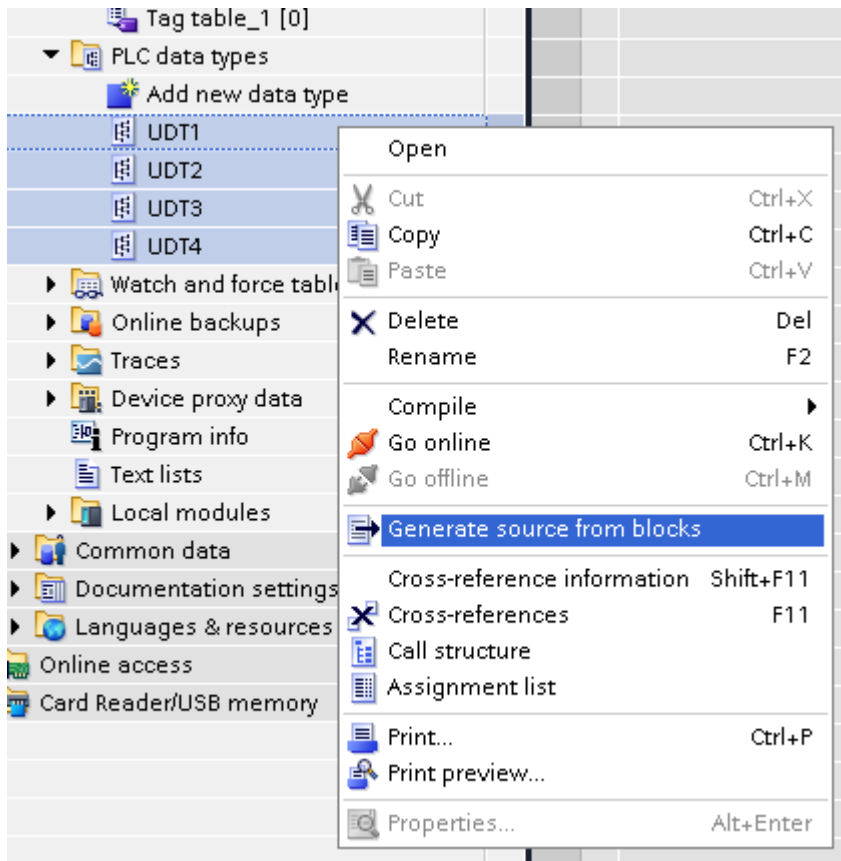 Tag table_1 [0]
PLC data types
Add new data type
UDT1
UDT2
UDT3
UDT4
Watch and force tabl
Online backups
Traces
Device proxy data
Program info
Text lists
Local modules
Common data
Documentation settings
Languages & resources
Online access
Card Reader/USB memory
Open
Cut Ctrl+X
Copy Ctrl+C
Paste Ctrl+V
Delete Del
Rename F2
Compile
Go online Ctrl+K
Go offline Ctrl+M
Generate source from blocks
Cross-reference information Shift+F11
Cross-references F11
Call structure
Assignment list
Print... Ctrl+P
Print preview...
Properties... Alt+Enter